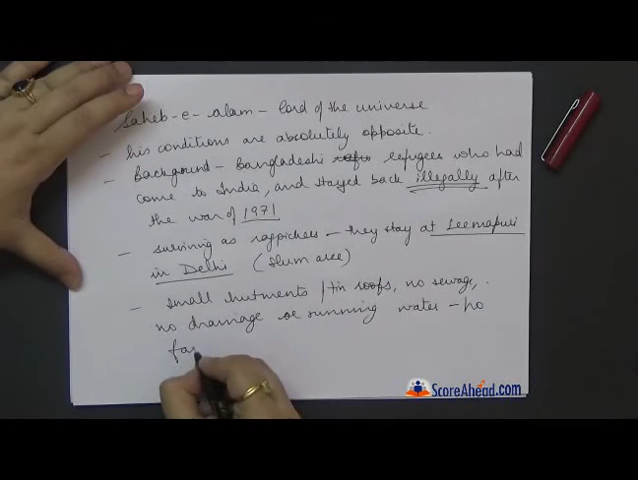 Saheb-e-Alam - Lord of the universe
- his conditions are absolutely opposite.
- Background - Bangladeshi refugees who had
come to India, and stayed back illegally after
the war of 1971
- surviving as ragpickers - they stay at Seemapuri
in Delhi (slum area)
- small hutments / tin roofs, no sewage,
no drainage or running water - no
fa
ScoreAhead.com